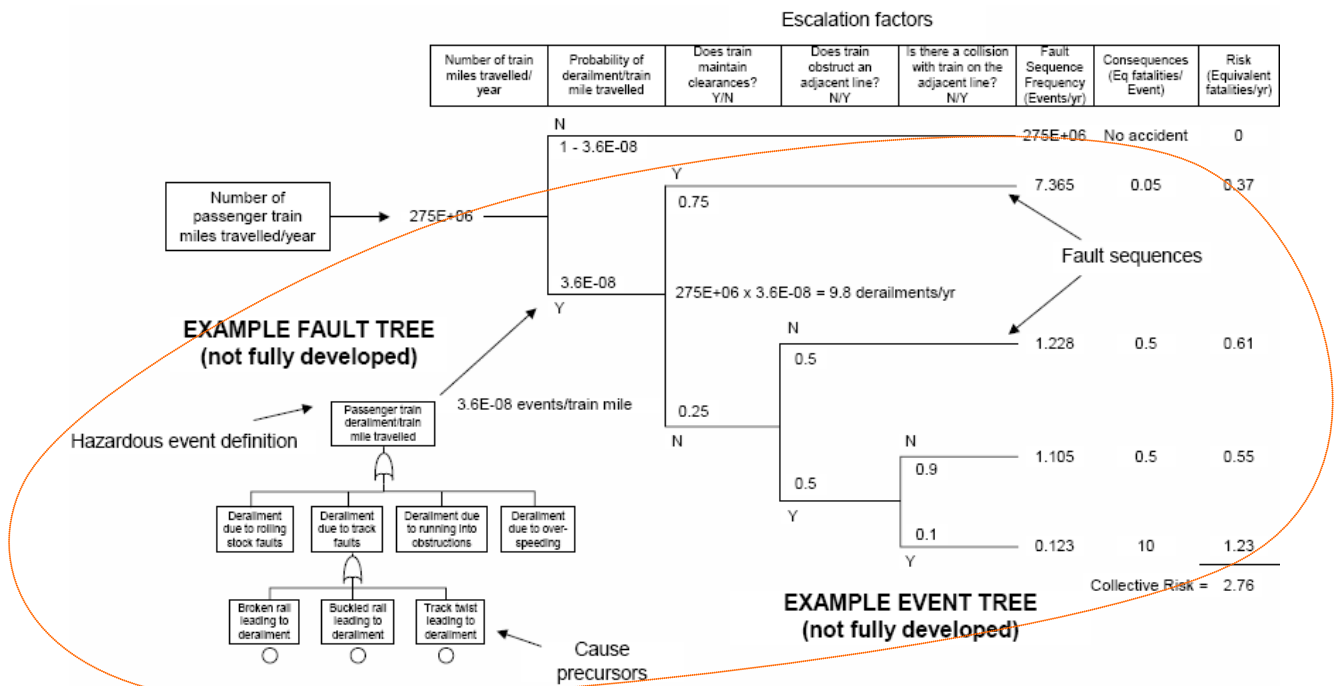 Escalation factors
Number of train
miles travelled/
year
Probability of
derailment/train
mile travelled
Does train
maintain
clearances?
Y/N
Does train
obstruct an
adjacent line?
N/Y
Is there a collision
with train on the
adjacent line?
N/Y
Fault
Sequence
Frequency
(Events/yr)
Consequences
(Eq fatalities/
Event)
Risk
(Equivalent
fatalities/yr)
N
1 - 3.6E-08
275E+06
No accident
0
Number of
passenger train
miles travelled/year
275E+06
Y
0.75
7.365
0.05
0.37
Fault sequences
3.6E-08
Y
275E+06 x 3.6E-08 = 9.8 derailments/yr
EXAMPLE FAULT TREE
(not fully developed)
N
0.5
1.228
0.5
0.61
3.6E-08 events/train mile
Hazardous event definition
Passenger train
derailment/train
mile travelled
0.25
N
N
0.9
1.105
0.5
0.55
0.5
Y
0.1
Y
0.123
10
1.23
Collective Risk = 2.76
Derailment
due to rolling
stock faults
Derailment
due to track
faults
Derailment due
to running into
obstructions
Derailment
due to over-
speeding
Broken rail
leading to
derailment
Buckled rail
leading to
derailment
Track twist
leading to
derailment
Cause
precursors
EXAMPLE EVENT TREE
(not fully developed)